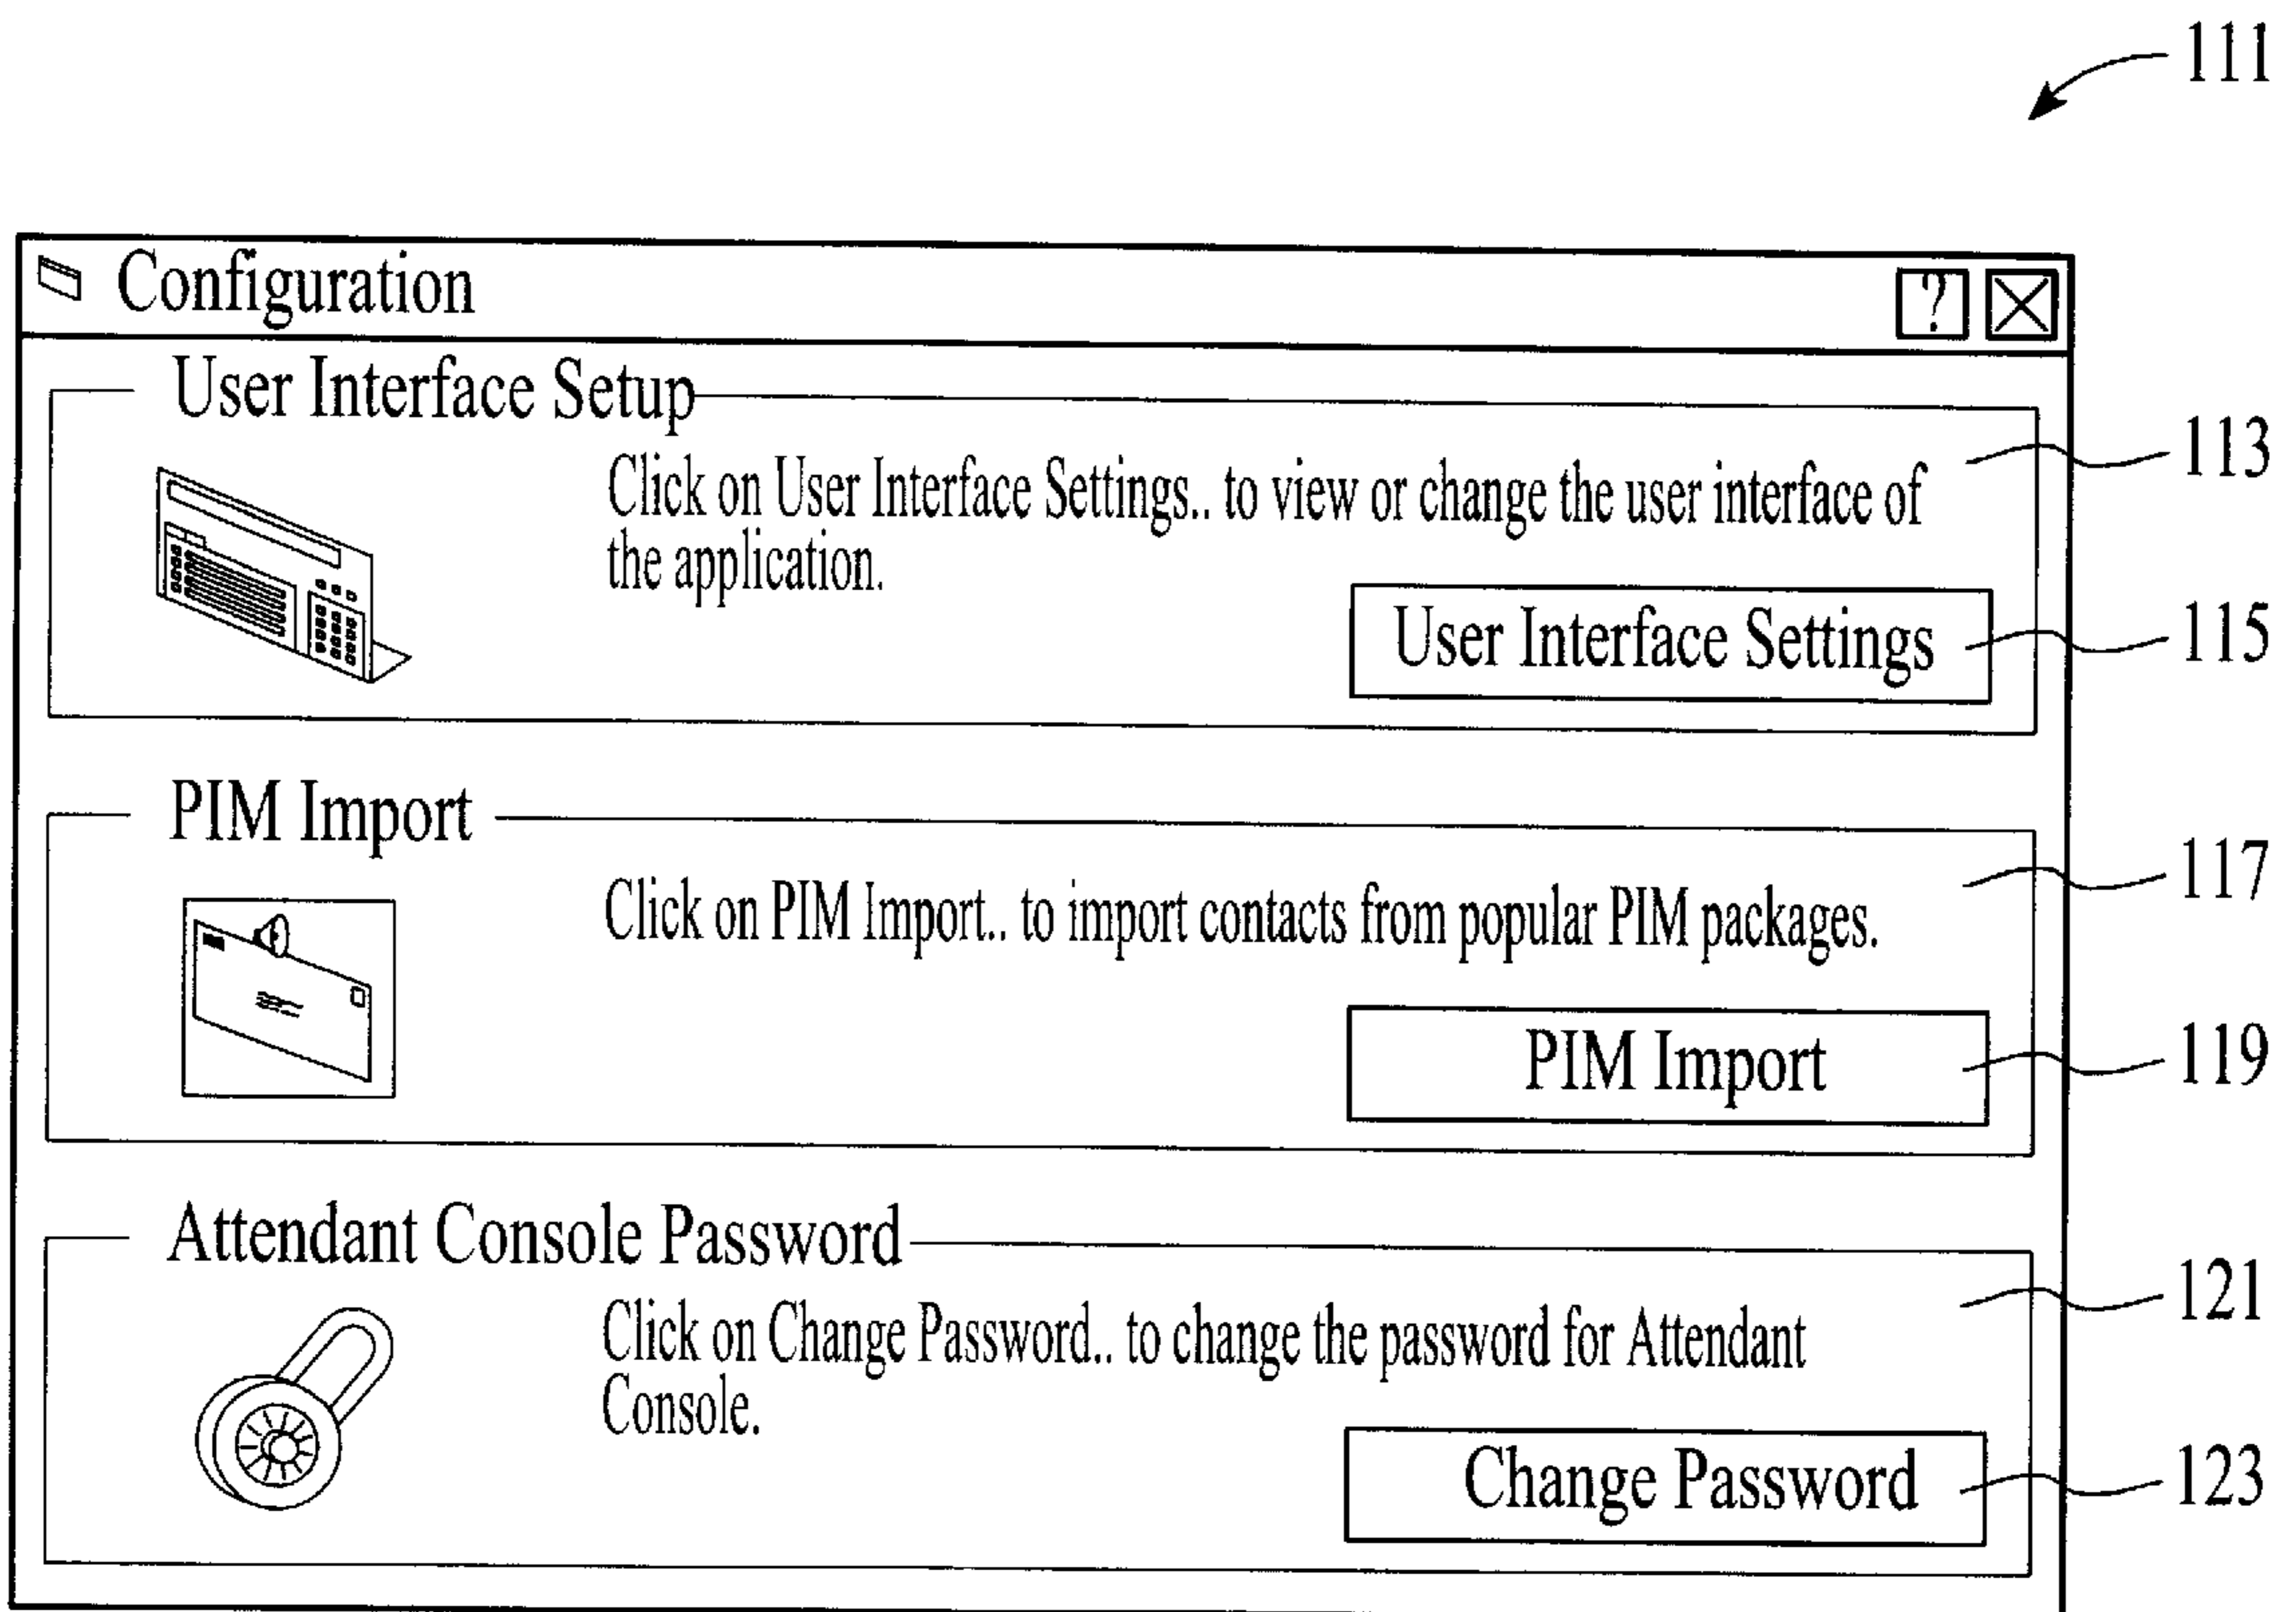 111
Configuration
?
User Interface Setup
113
Click on User Interface Settings.. to view or change the user interface of
the application.
User Interface Settings
115
PIM Import
117
Click on PIM Import.. to import contacts from popular PIM packages.
PIM Import
119
Attendant Console Password
121
Click on Change Password.. to change the password for Attendant
Console.
Change Password
123